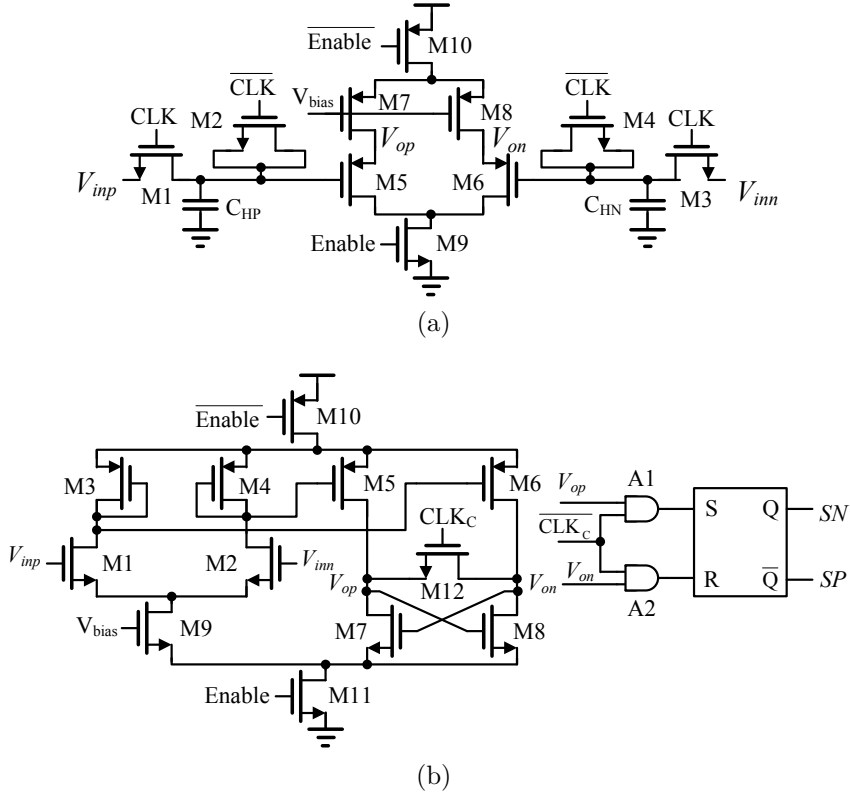 Enable
M10
CLK
M2
CLK
V_bias
M7
M8
CLK
M4
CLK
V_op
V_on
V_inp
M1
C_HP
M5
M6
C_HN
M3
V_inn
Enable
M9
(a)
Enable
M10
M3
M4
M5
M6
V_inp
M1
M2
V_inn
CLK_C
M12
V_op
V_on
V_bias
M9
M7
M8
Enable
M11
V_op
A1
CLK_C
V_on
A2
S
Q
SN
R
Q
SP
(b)